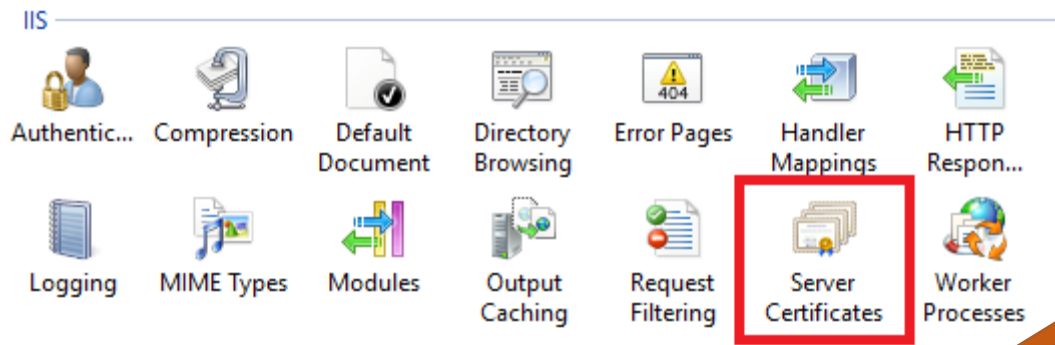 IIS
404
Authentic... Compression Default Directory Error Pages Handler HTTP
Document Browsing Mappings Respon...
Logging MIME Types Modules Output Request Server Worker
Caching Filtering Certificates Processes